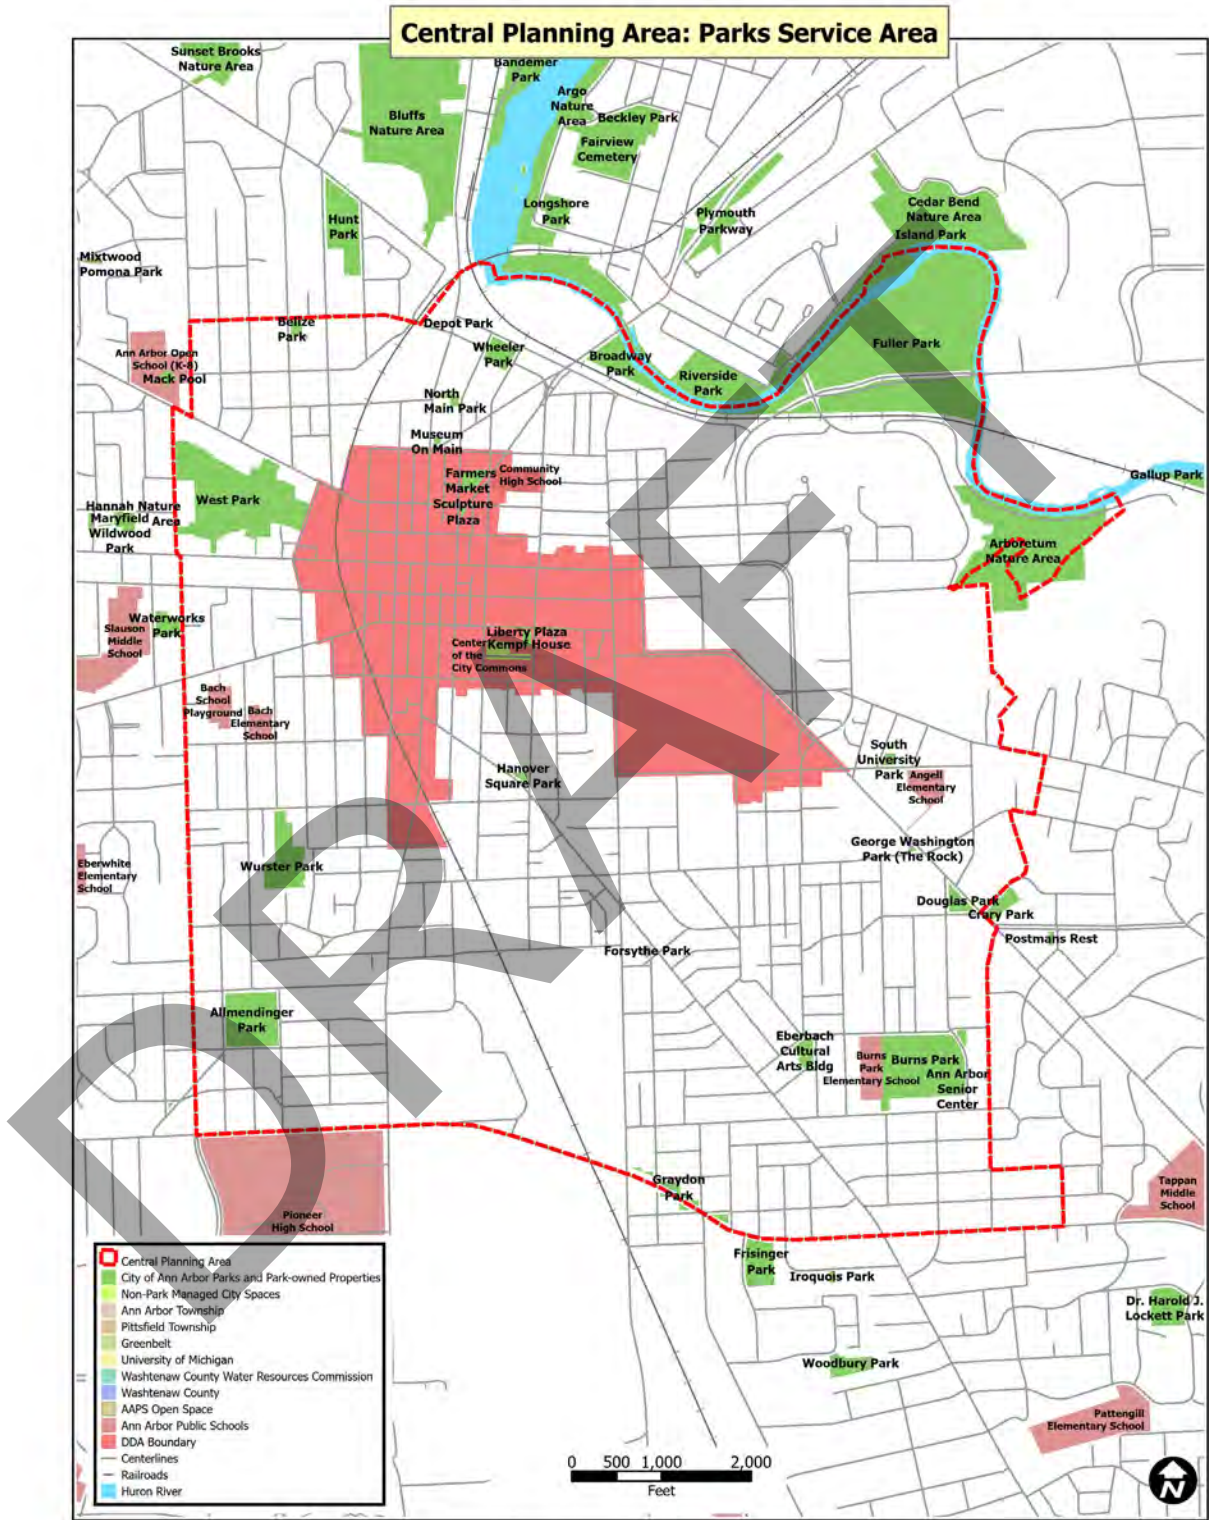 Central Planning Area: Parks Service Area
Sunset Brooks
Nature Area
Bandemer
Park
Argo
Nature
Area
Beckley Park
Bluffs
Nature Area
Fairview
Cemetery
Longshore
Park
Plymouth
Parkway
Cedar Bend
Nature Area
Island Park
Hunt
Park
Mixtwood
Pomona Park
Belize
Park
Depot Park
Wheeler
Park
Broadway
Park
Riverside
Park
Fuller Park
Ann Arbor Open
School (K-8)
Mack Pool
North
Main Park
Museum
On Main
Farmers
Market
Sculpture
Plaza
Community
High School
Gallup Park
West Park
Hannah Nature
Area
Maryfield
Wildwood
Park
Arboretum
Nature Area
Waterworks
Park
Slauson
Middle
School
Liberty Plaza
Kempf House
Center
of the
City Commons
Bach
School
Playground
Bach
Elementary
School
Hanover
Square Park
South
University
Park
Angell
Elementary
School
George Washington
Park (The Rock)
Eberwhite
Elementary
School
Wurster Park
Douglas Park
Crary Park
Postmans Rest
Forsythe Park
Allmendinger
Park
Eberbach
Cultural
Arts Bldg
Burns
Park
Elementary School
Burns Park
Ann Arbor
Senior
Center
Graydon
Park
Tappan
Middle
School
Pioneer
High School
Frisinger
Park
Iroquois Park
Dr. Harold J.
Lockett Park
Woodbury Park
Pattengill
Elementary School
Central Planning Area
City of Ann Arbor Parks and Park-owned Properties
Non-Park Managed City Spaces
Ann Arbor Township
Pittsfield Township
Greenbelt
University of Michigan
Washtenaw County Water Resources Commission
Washtenaw County
AAPS Open Space
Ann Arbor Public Schools
DDA Boundary
Centerlines
Railroads
Huron River
0 500 1,000 2,000
Feet
N
DRAFT